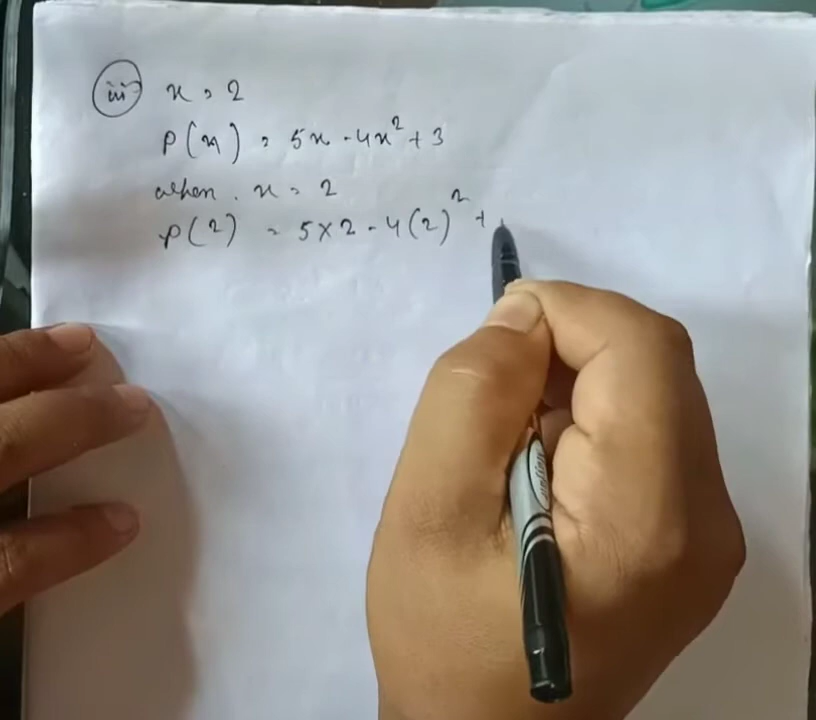 iii x = 2
P(x) = 5x - 4x² + 3
when. x = 2
P(2) = 5×2 - 4(2)² +